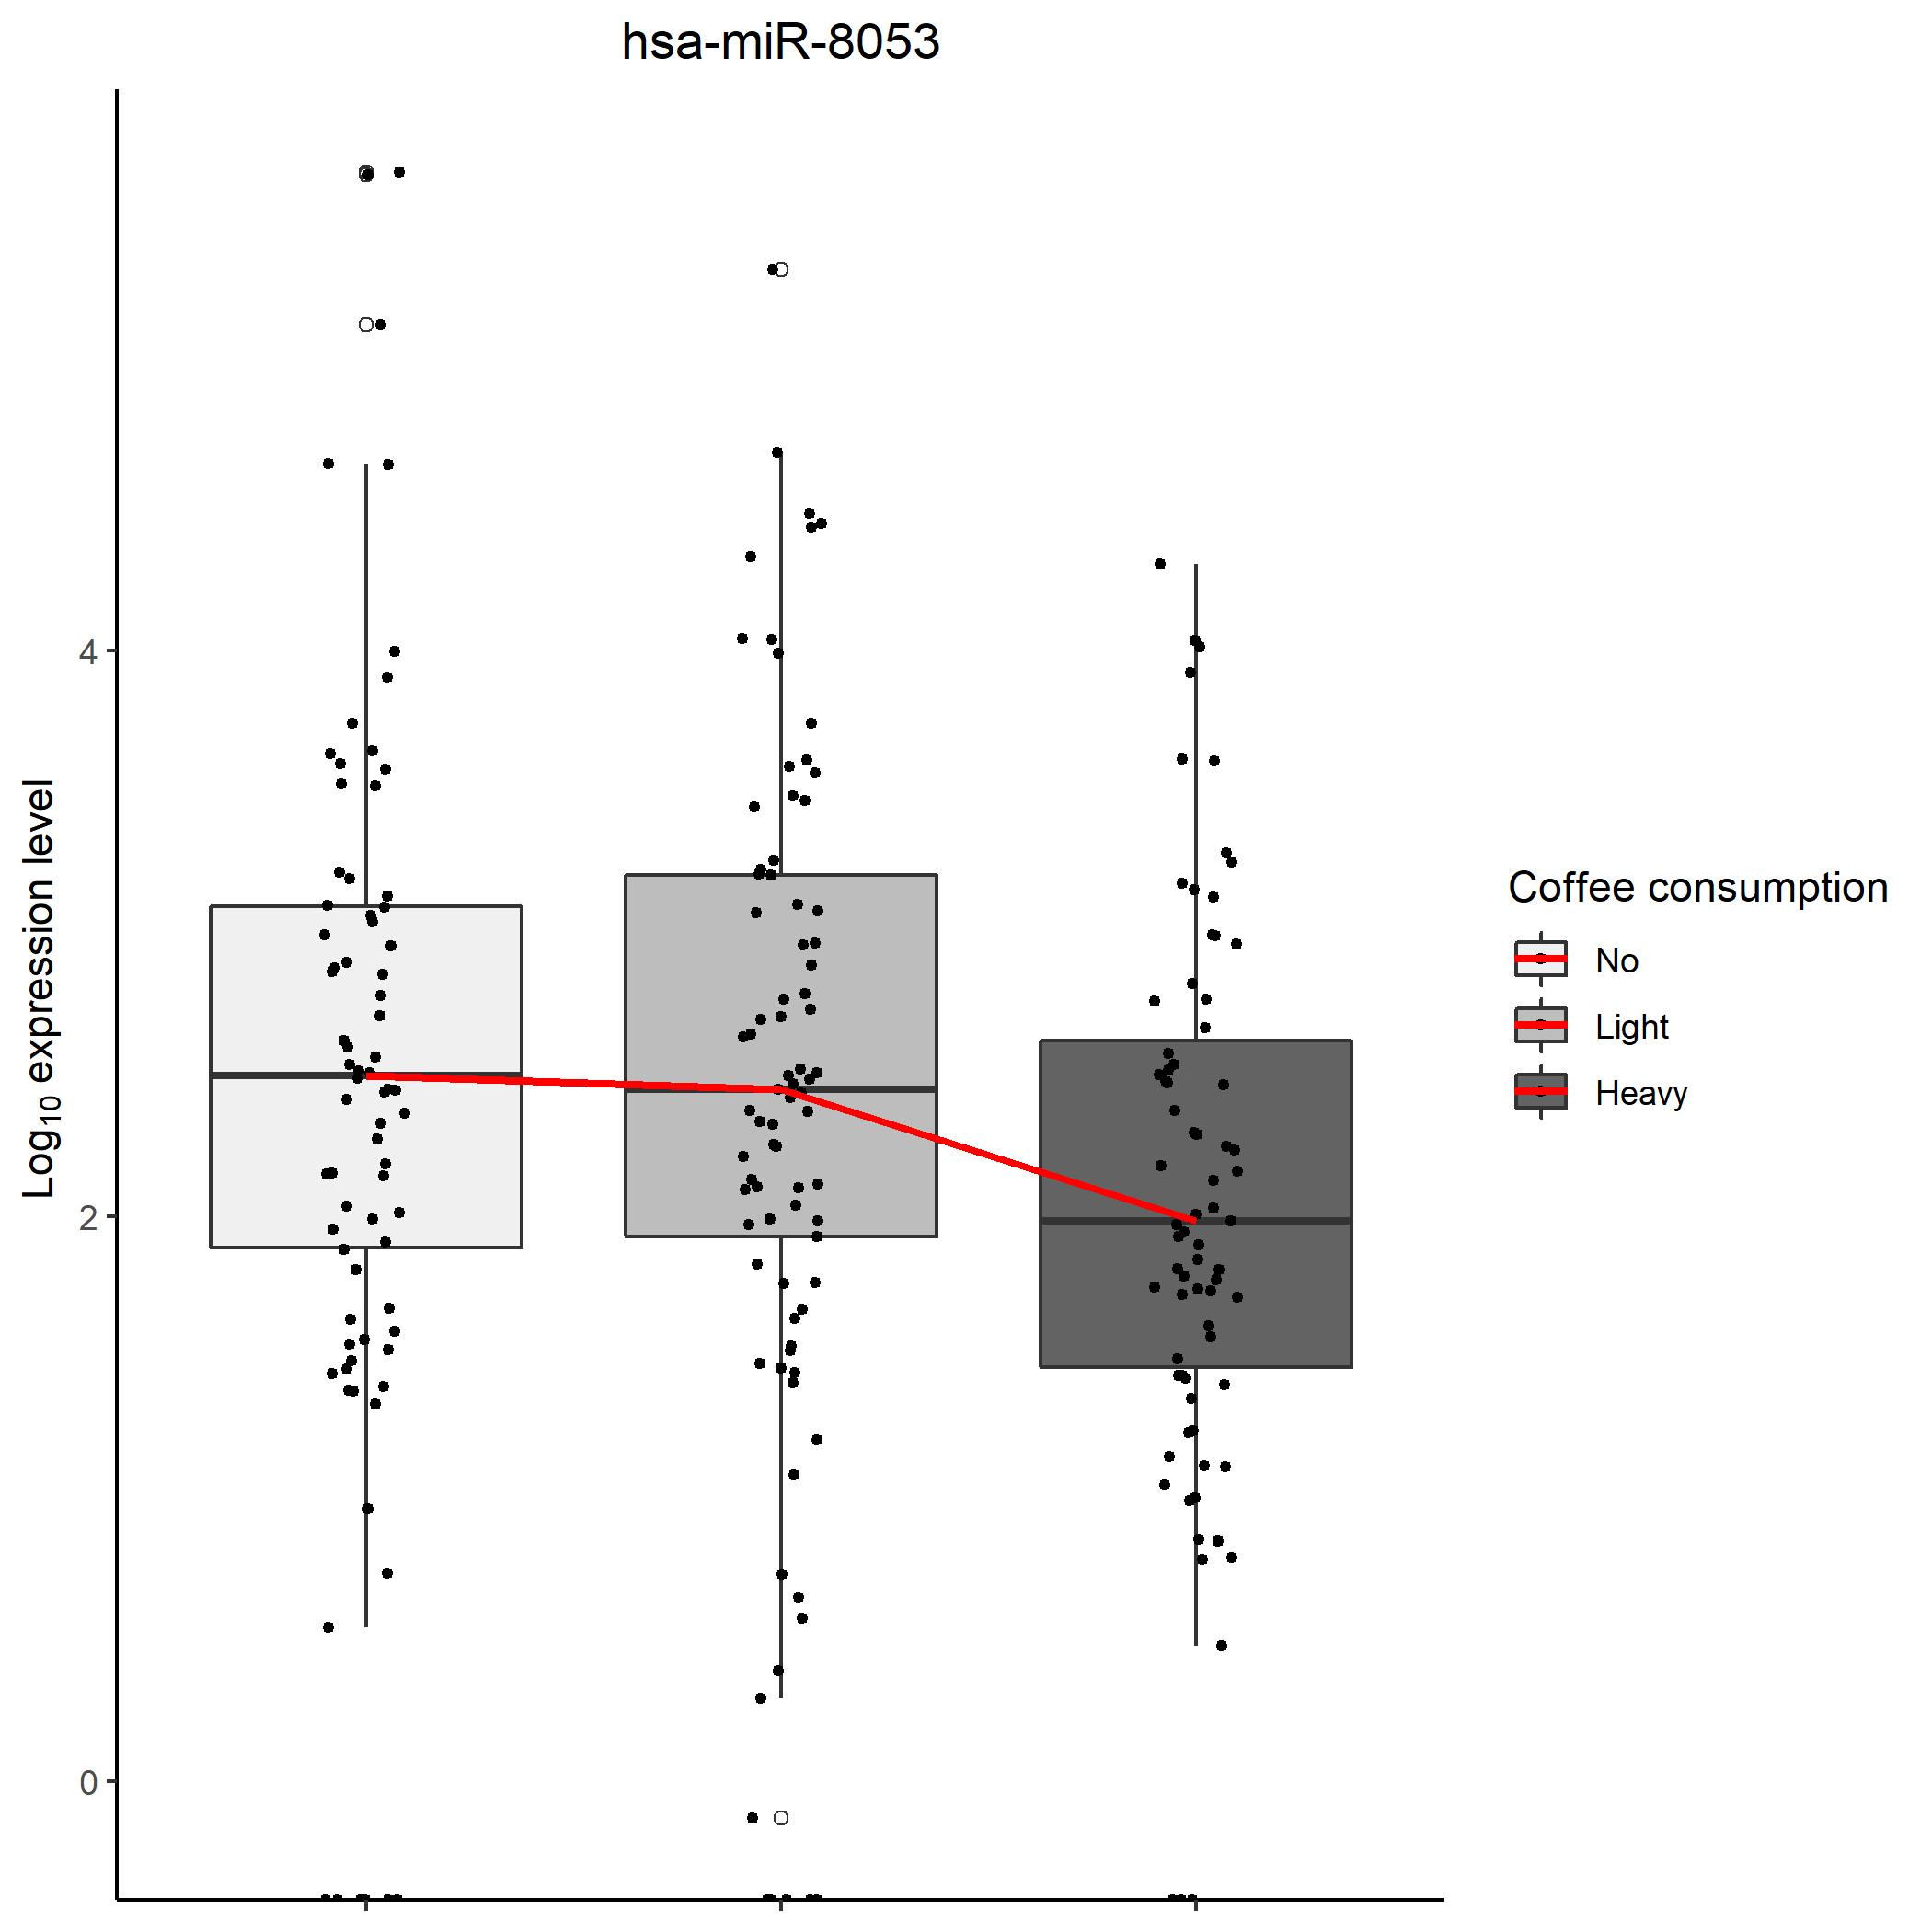 hsa-miR-8053
Log10 expression level
4
2
0
Coffee consumption
No
Light
Heavy